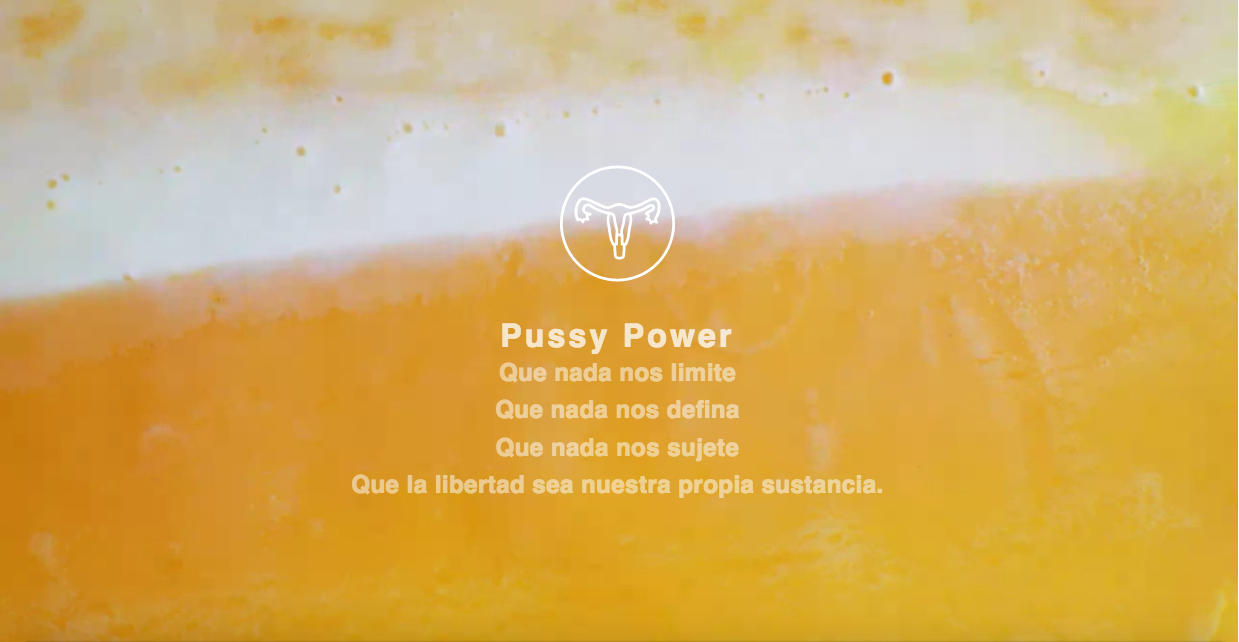 Pussy Power
Que nada nos limite
Que nada nos defina
Que nada nos sujete
Que la libertad sea nuestra propia sustancia.